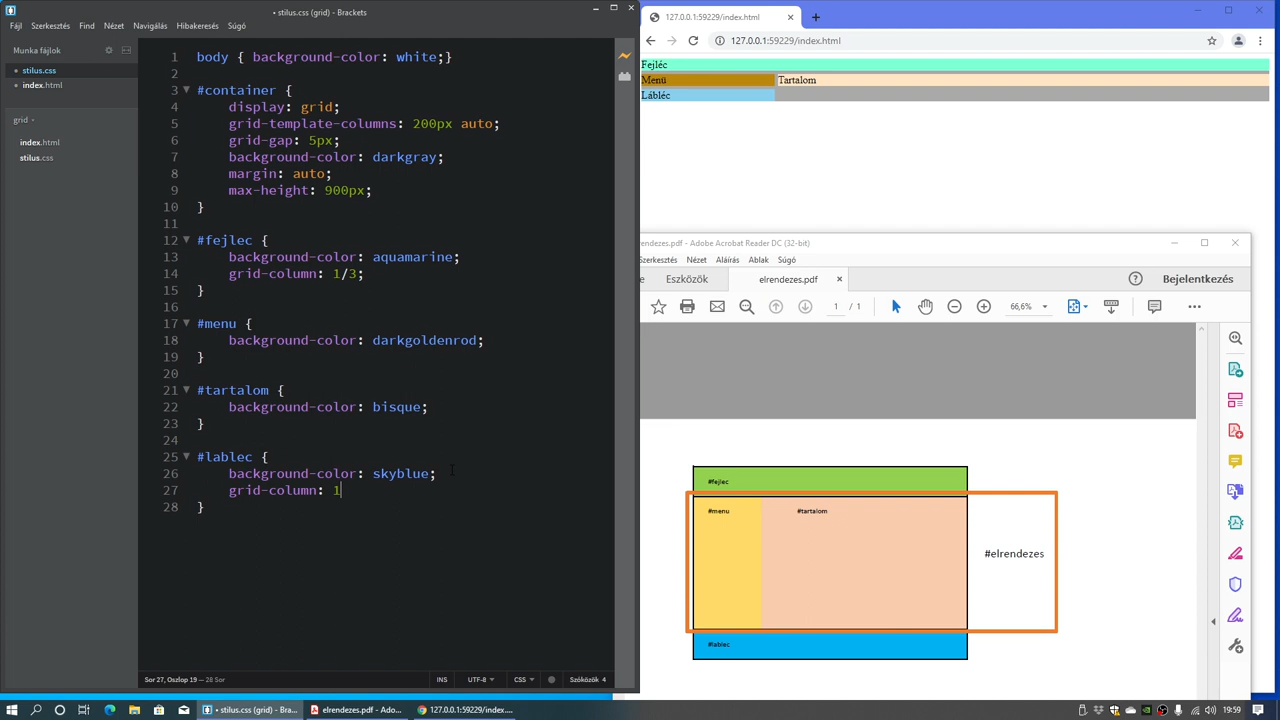 • stilus.css (grid) - Brackets
Fájl Szerkesztés Find Nézet Navigálás Hibakeresés Súgó
Munka fájlok
• stilus.css
index.html
grid
index.html
stilus.css
1 body { background-color: white;}
2
3 #container {
4 display: grid;
5 grid-template-columns: 200px auto;
6 grid-gap: 5px;
7 background-color: darkgray;
8 margin: auto;
9 max-height: 900px;
10 }
11
12 #fejlec {
13 background-color: aquamarine;
14 grid-column: 1/3;
15 }
16
17 #menu {
18 background-color: darkgoldenrod;
19 }
20
21 #tartalom {
22 background-color: bisque;
23 }
24
25 #lablec {
26 background-color: skyblue;
27 grid-column: 1
28 }
Sor 27, Oszlop 19 — 28 Sor
INS UTF-8 CSS Szóközök 4
127.0.0.1:59229/index.html
127.0.0.1:59229/index.html
Fejléc
Menü Tartalom
Lábléc
rendezes.pdf - Adobe Acrobat Reader DC (32-bit)
Szerkesztés Nézet Aláírás Ablak Súgó
e Eszközök elrendezes.pdf Bejelentkezés
1 / 1 66,6%
#fejlec
#menu #tartalom
#elrendezes
#lablec
• stilus.css (grid) - Bra... elrendezes.pdf - Ado... 127.0.0.1:59229/inde... 19:59